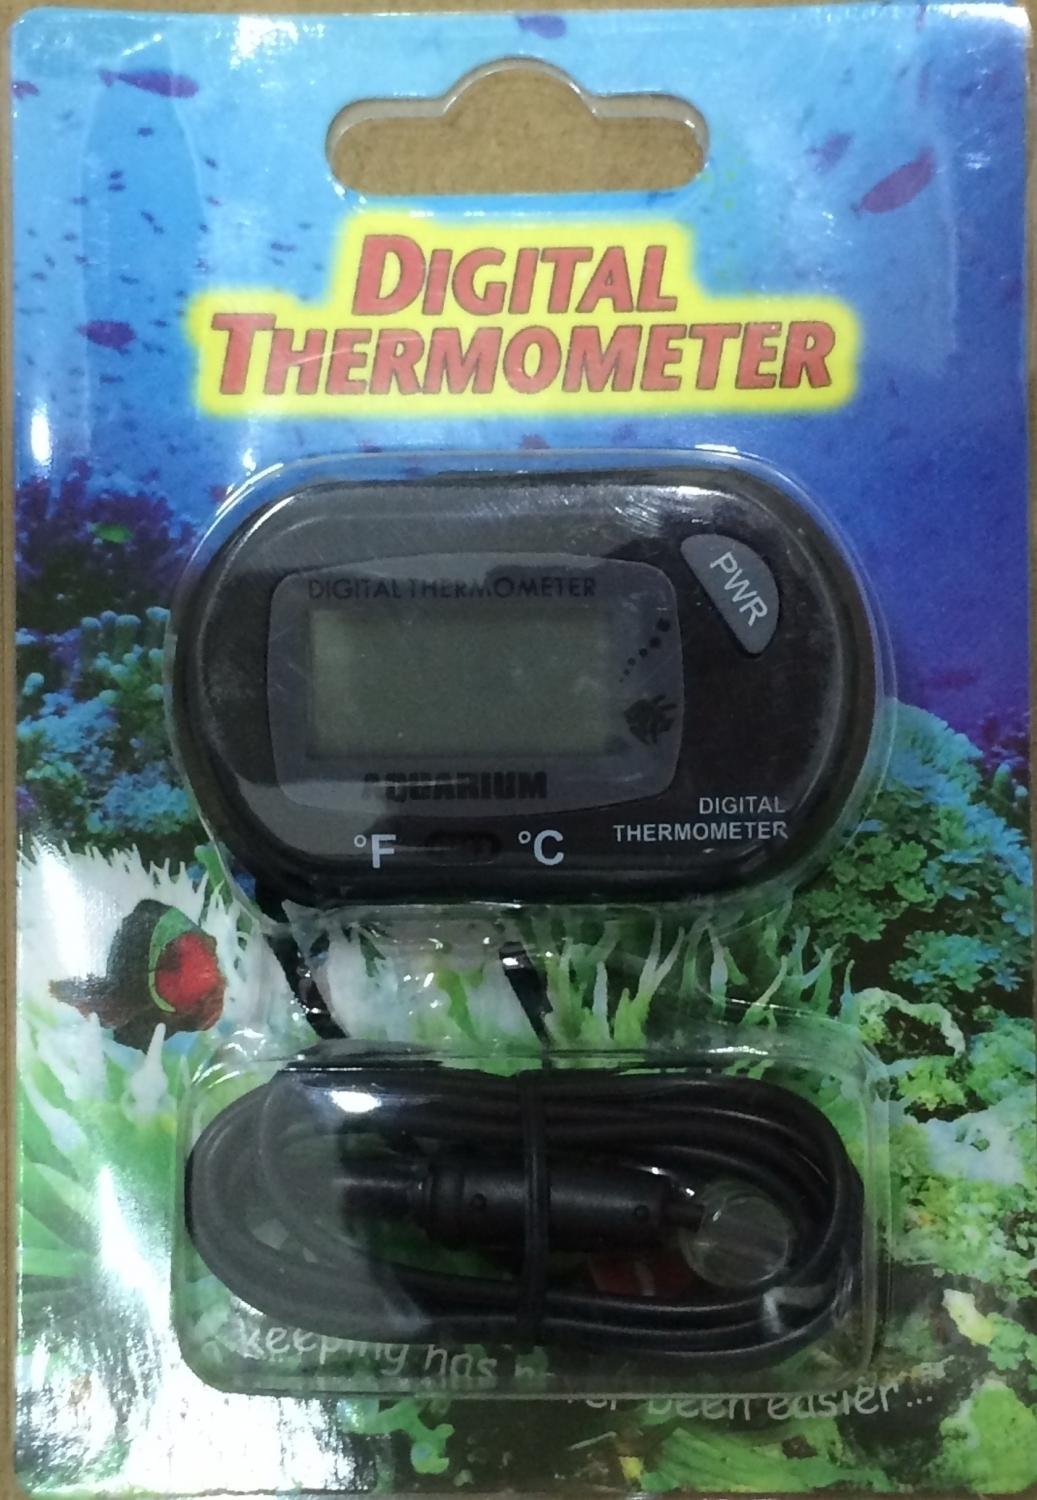 DIGITAL
THERMOMETER
DIGITAL THERMOMETER
PWR
AQUARIUM
DIGITAL
THERMOMETER
°F °C
keeping has
been easier...